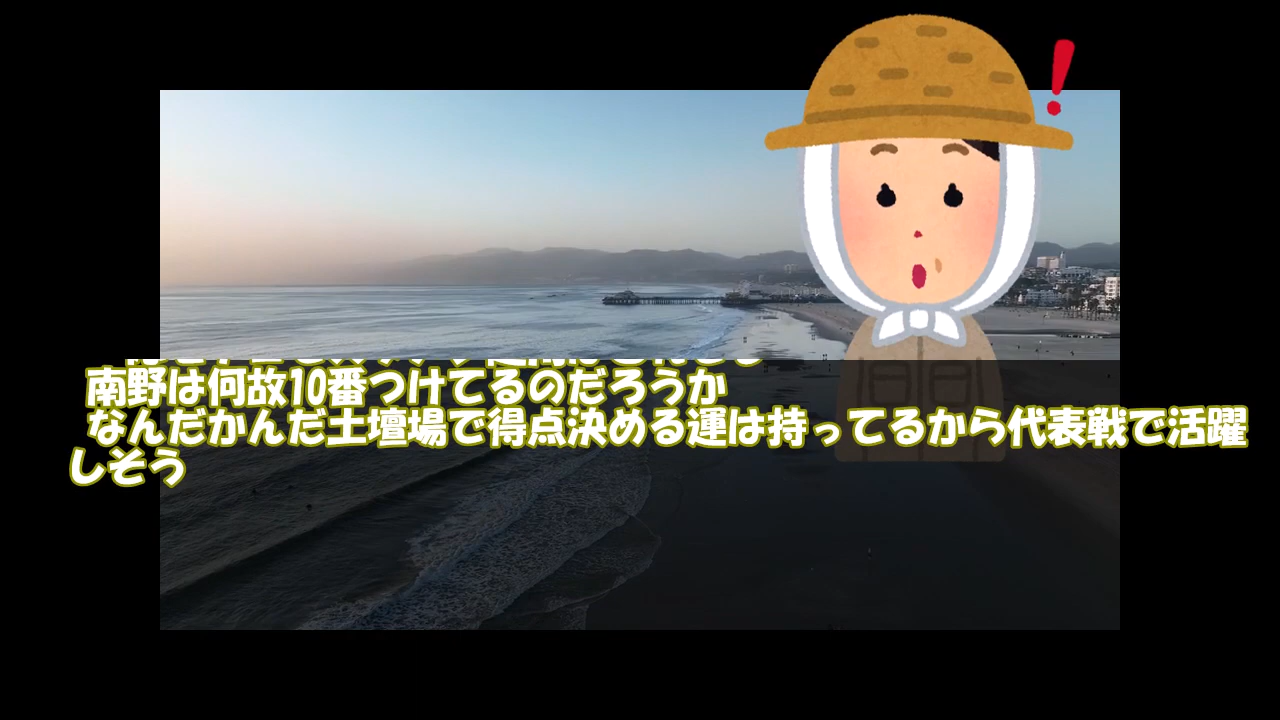 南野は何故10番つけてるのだろうか
なんだかんだ土壇場で得点決める運は持ってるから代表戦で活躍
しそう